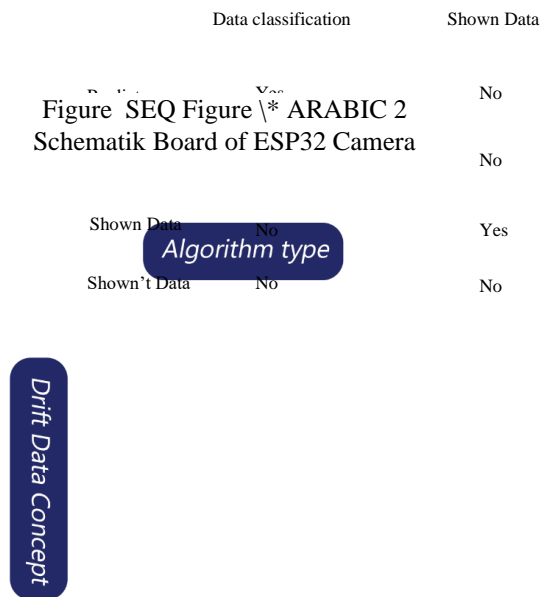 Data classification Shown Data
No
Figure SEQ Figure \* ARABIC 2
Schematik Board of ESP32 Camera
No
Shown Data No Yes
Algorithm type
Shown't Data No No
Drift Data Concept